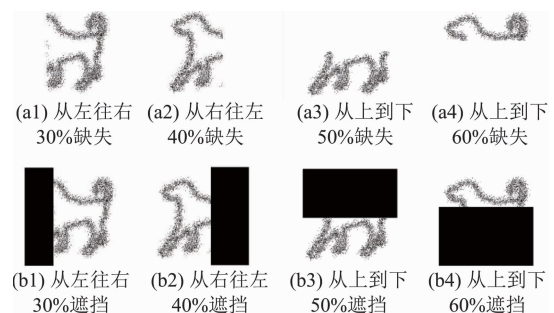 (a1) 从左往右 (a2) 从右往左 (a3) 从上到下 (a4) 从上到下
30%缺失 40%缺失 50%缺失 60%缺失
(b1) 从左往右 (b2) 从右往左 (b3) 从上到下 (b4) 从上到下
30%遮挡 40%遮挡 50%遮挡 60%遮挡